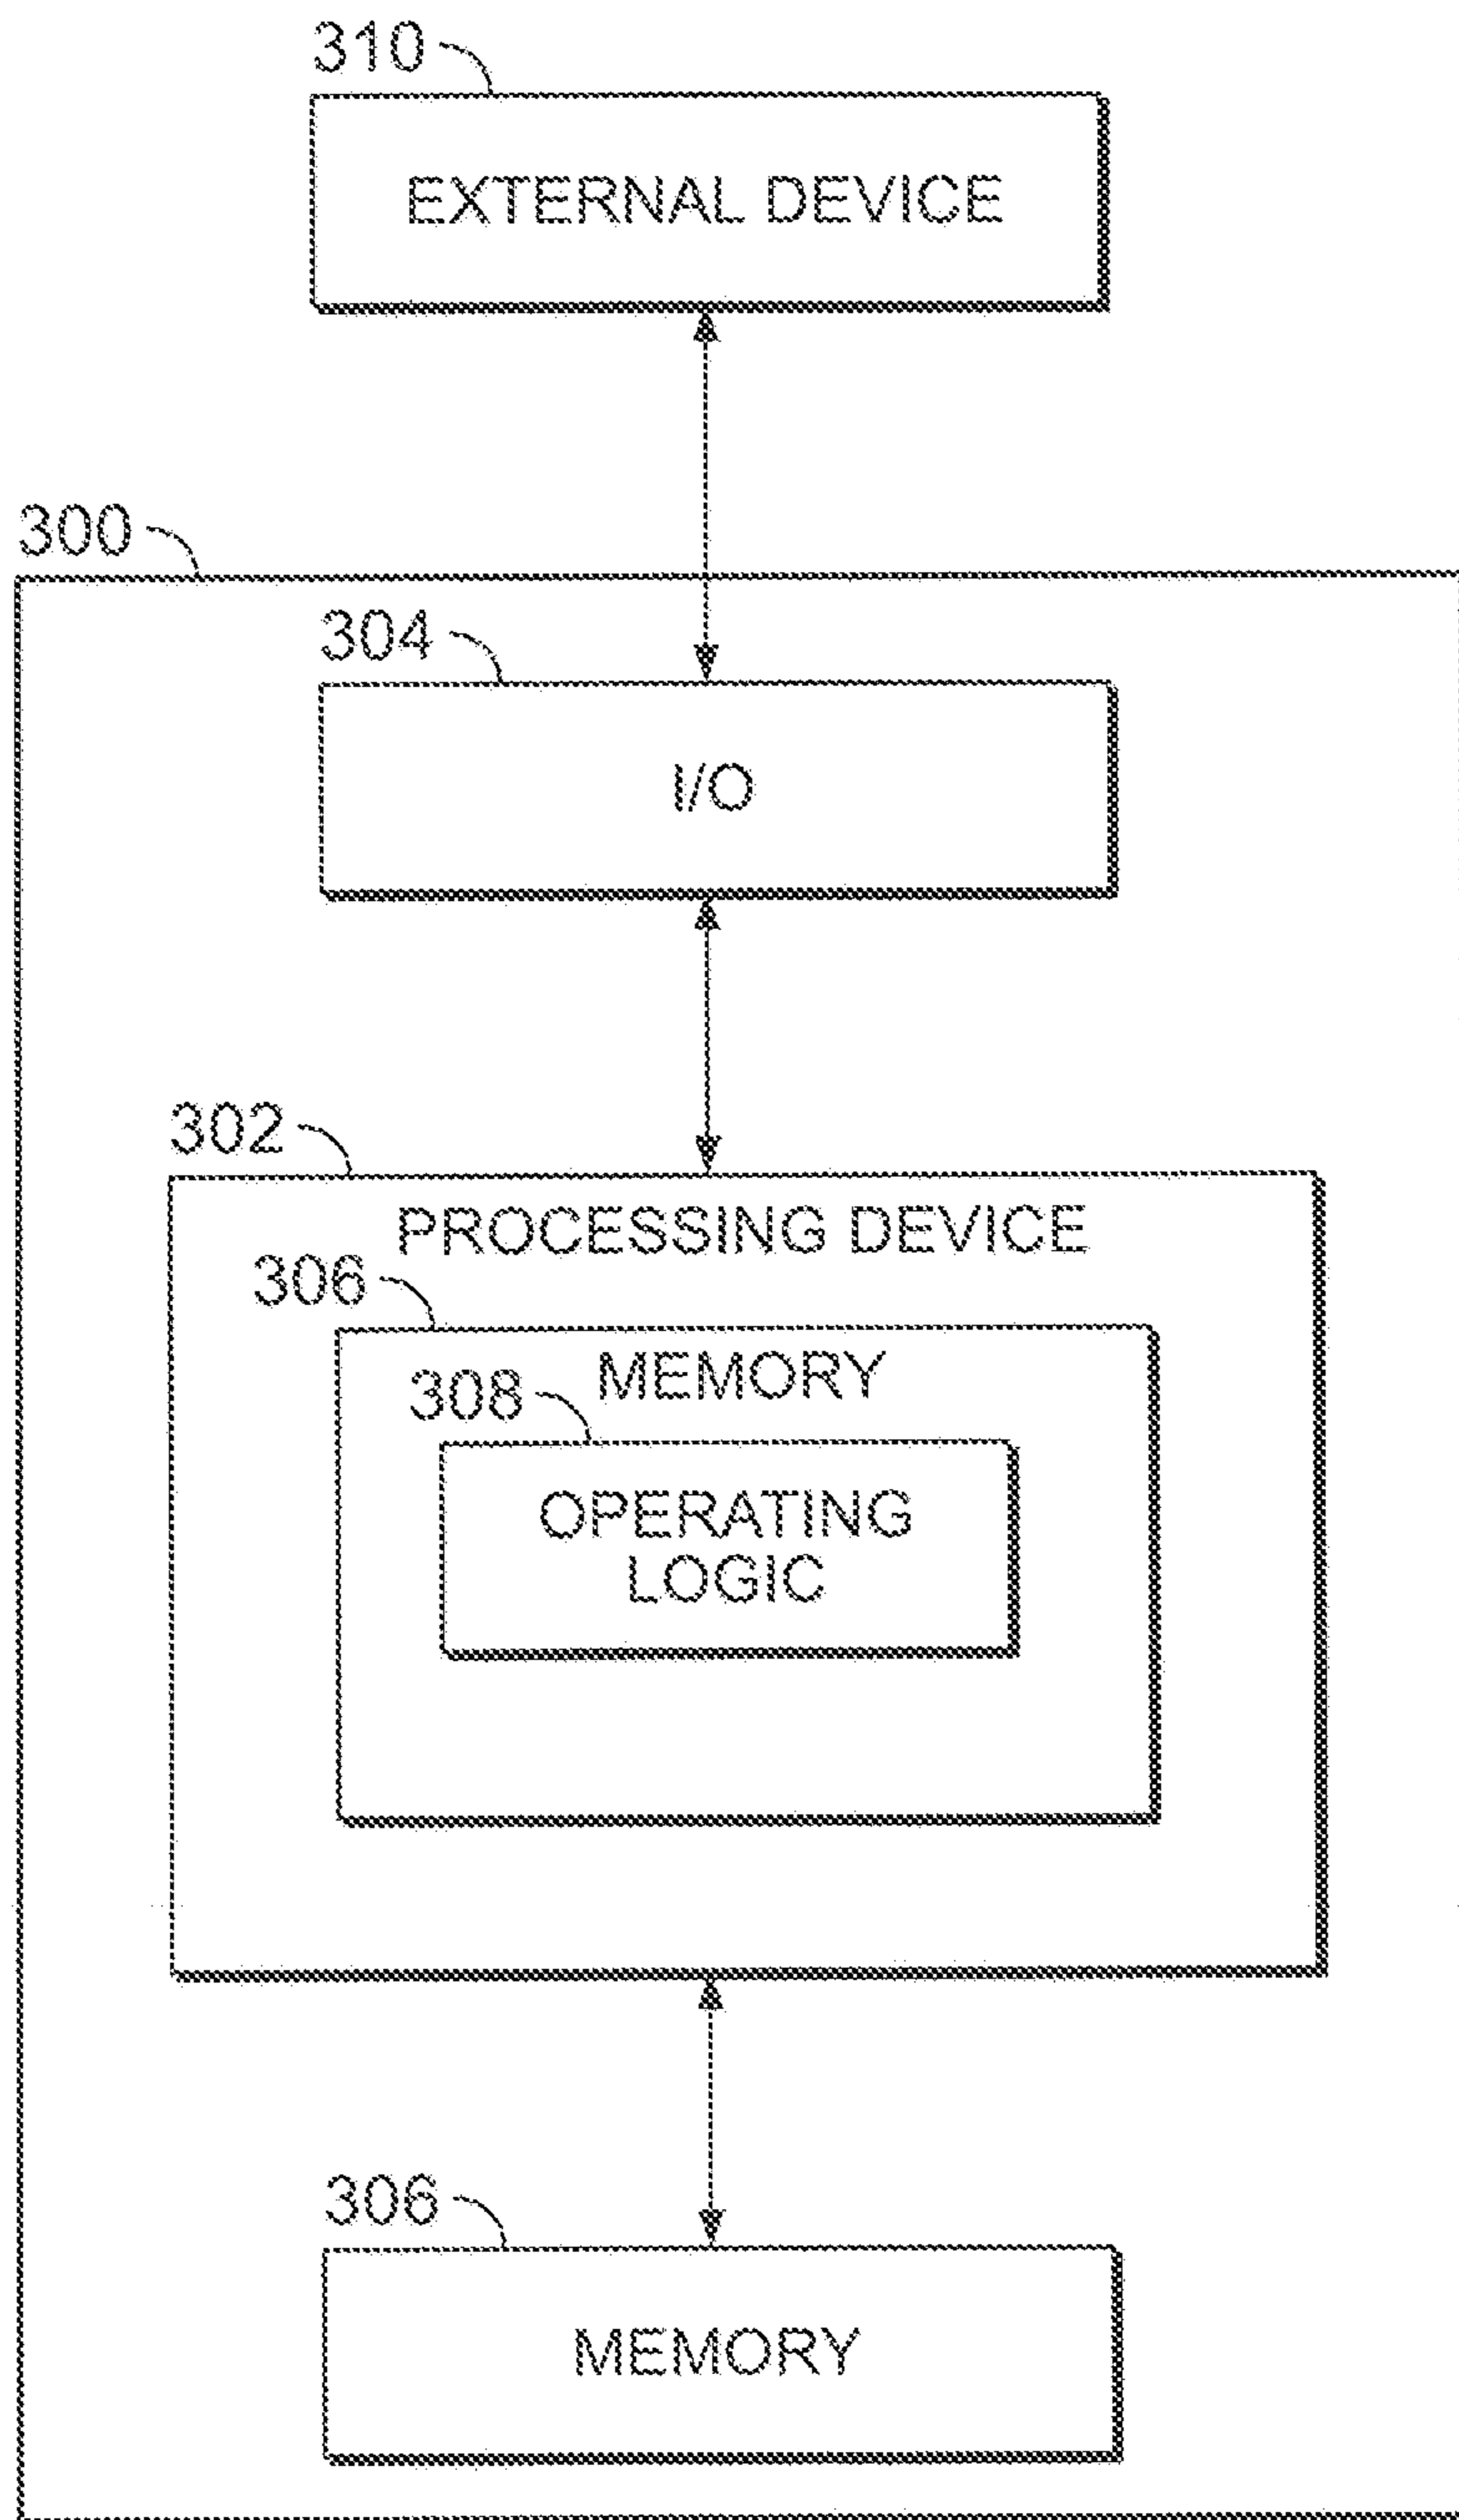 310
EXTERNAL DEVICE
300
304
I/O
302
PROCESSING DEVICE
306
MEMORY
308
OPERATING
LOGIC
306
MEMORY